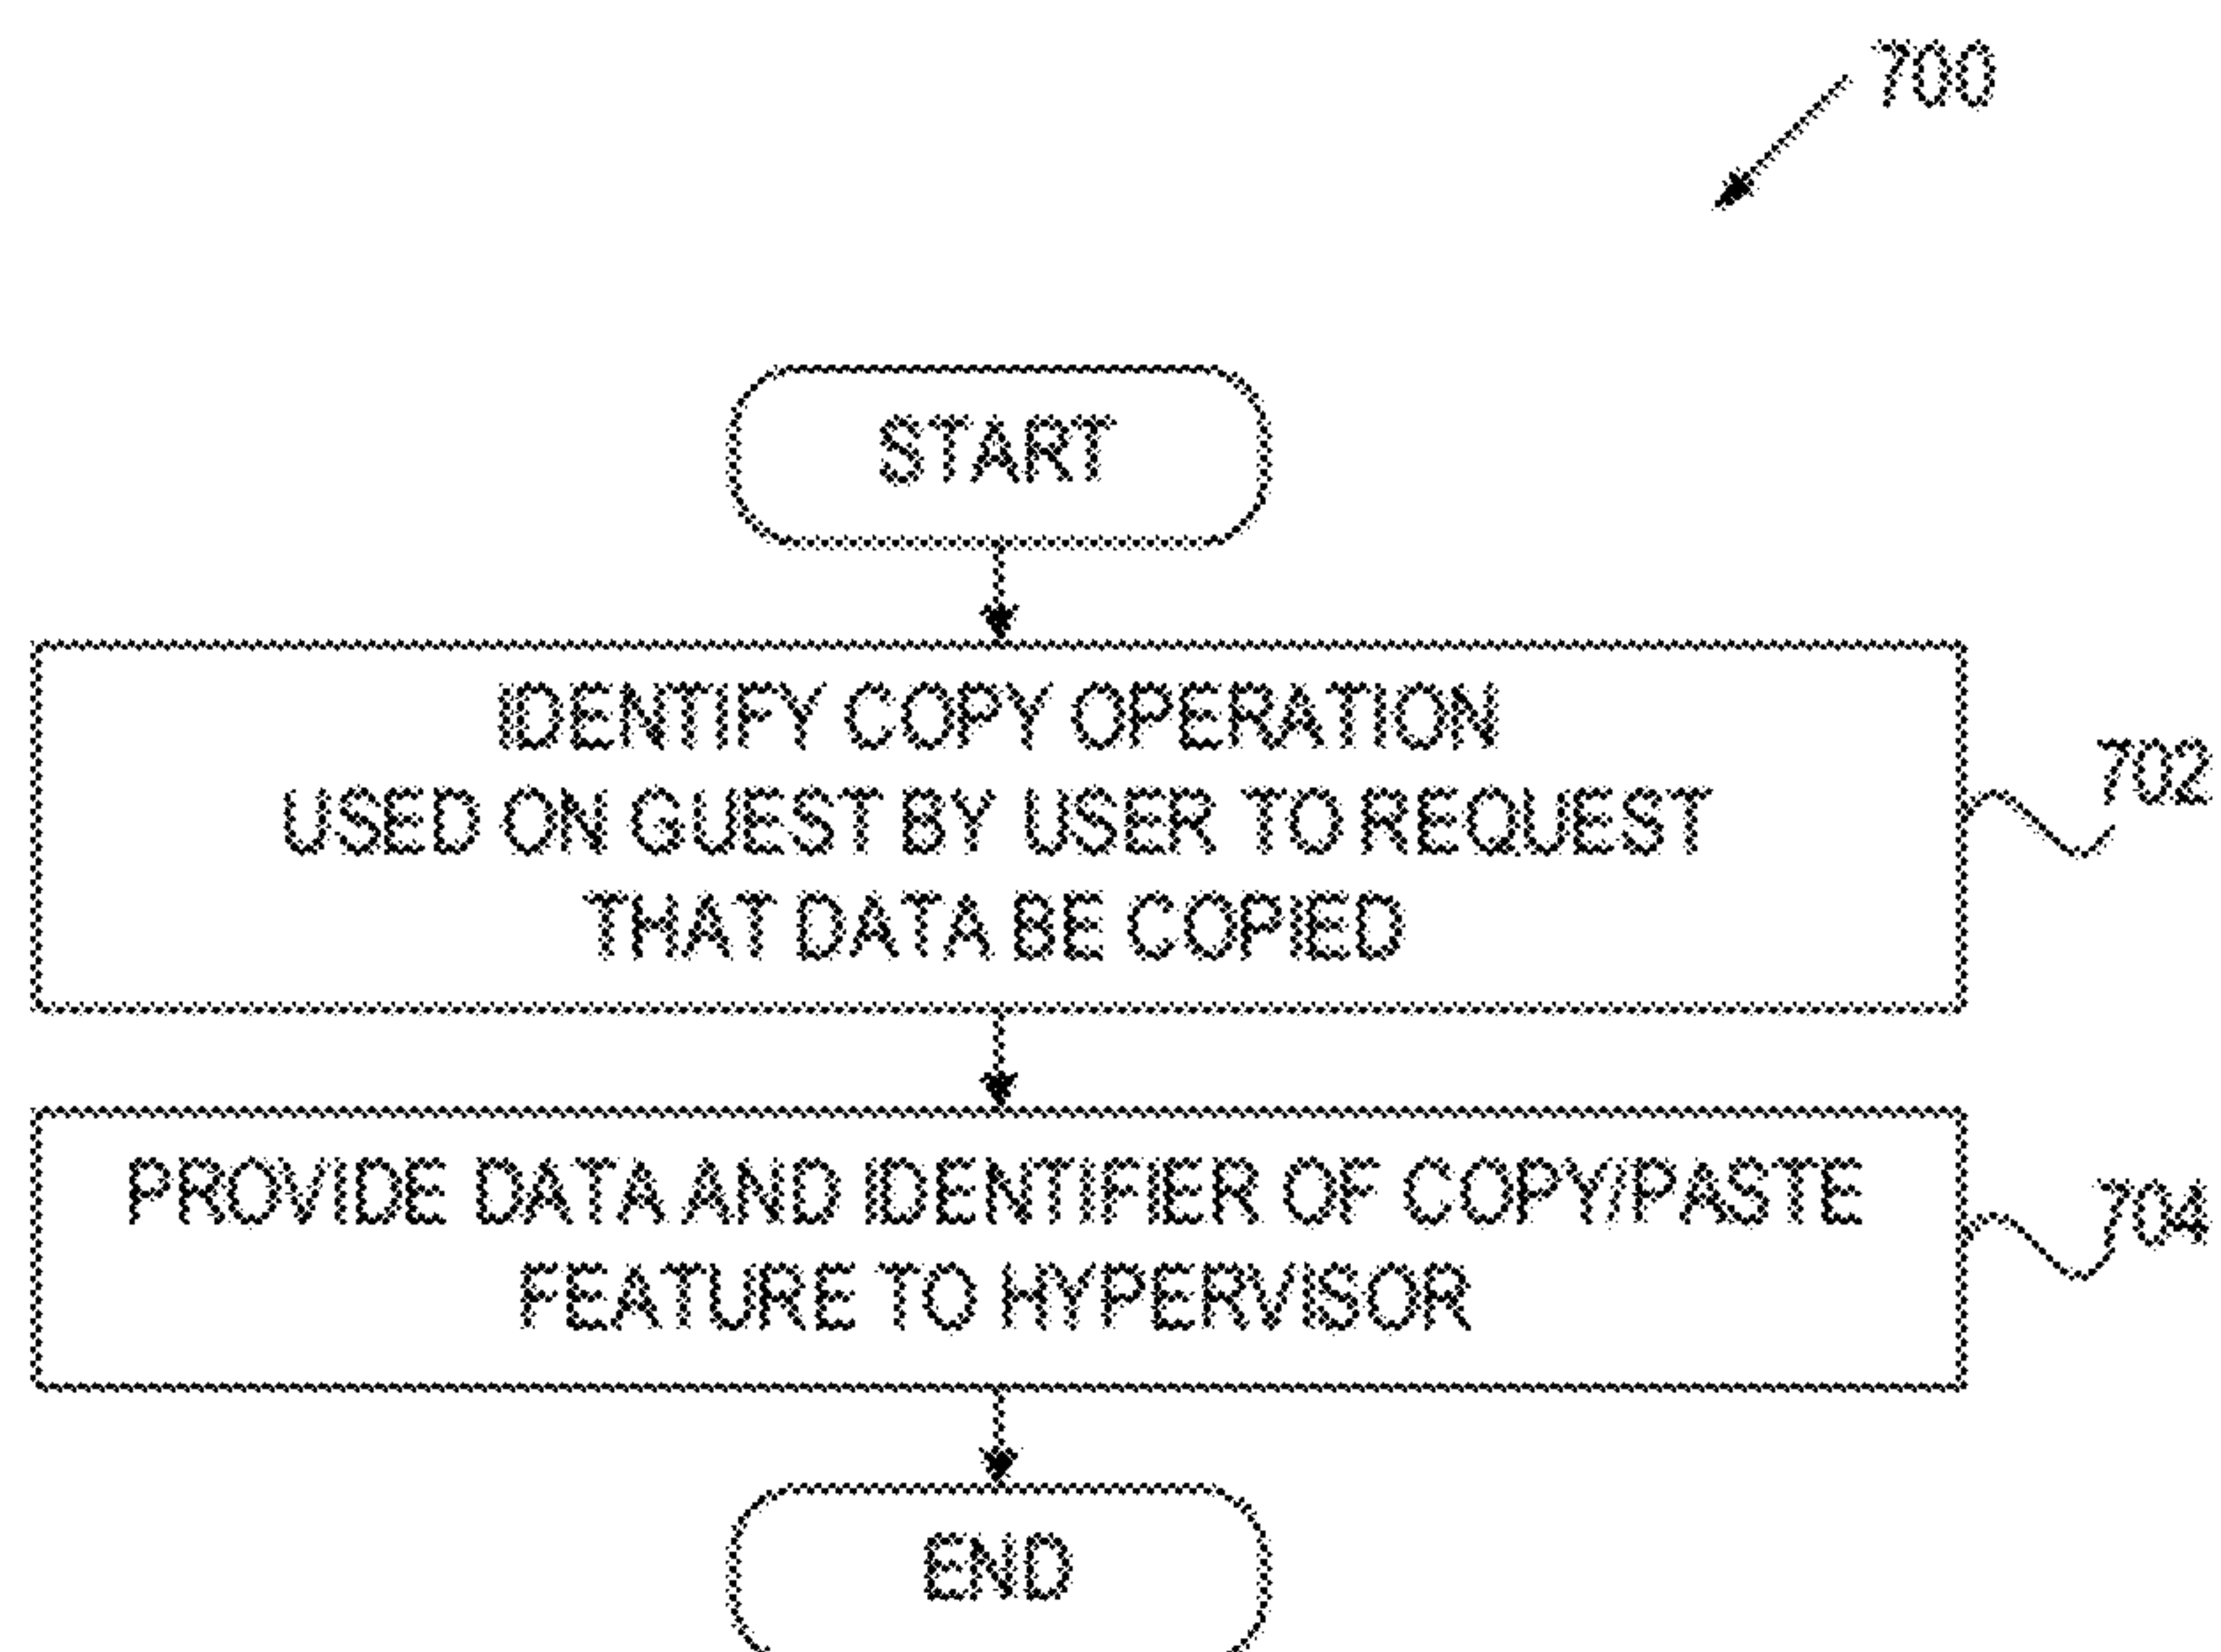 700
START
IDENTIFY COPY OPERATION
USED ON GUEST BY USER TO REQUEST
THAT DATA BE COPIED
702
PROVIDE DATA AND IDENTIFIER OF COPY/PASTE
FEATURE TO HYPERVISOR
704
END